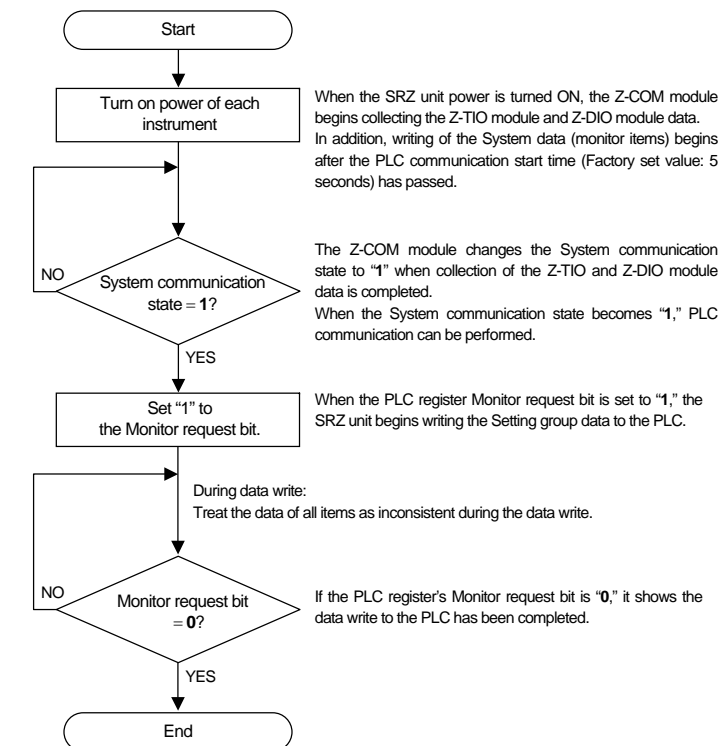 Start
Turn on power of each
instrument
When the SRZ unit power is turned ON, the Z-COM module
begins collecting the Z-TIO module and Z-DIO module data.
In addition, writing of the System data (monitor items) begins
after the PLC communication start time (Factory set value: 5
seconds) has passed.
NO
System communication
state = 1?
YES
The Z-COM module changes the System communication
state to “1” when collection of the Z-TIO and Z-DIO module
data is completed.
When the System communication state becomes “1,” PLC
communication can be performed.
Set “1” to
the Monitor request bit.
When the PLC register Monitor request bit is set to “1,” the
SRZ unit begins writing the Setting group data to the PLC.
During data write:
Treat the data of all items as inconsistent during the data write.
NO
Monitor request bit
= 0?
YES
If the PLC register’s Monitor request bit is “0,” it shows the
data write to the PLC has been completed.
End